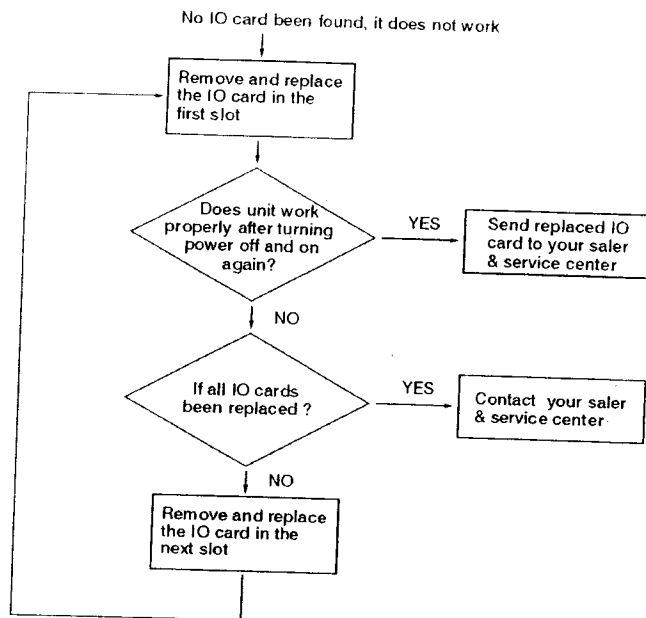 No IO card been found, it does not work
Remove and replace
the IO card in the
first slot
Does unit work
properly after turning
power off and on
again?
YES
Send replaced IO
card to your saler
& service center
NO
If all IO cards
been replaced ?
YES
Contact your saler
& service center
NO
Remove and replace
the IO card in the
next slot